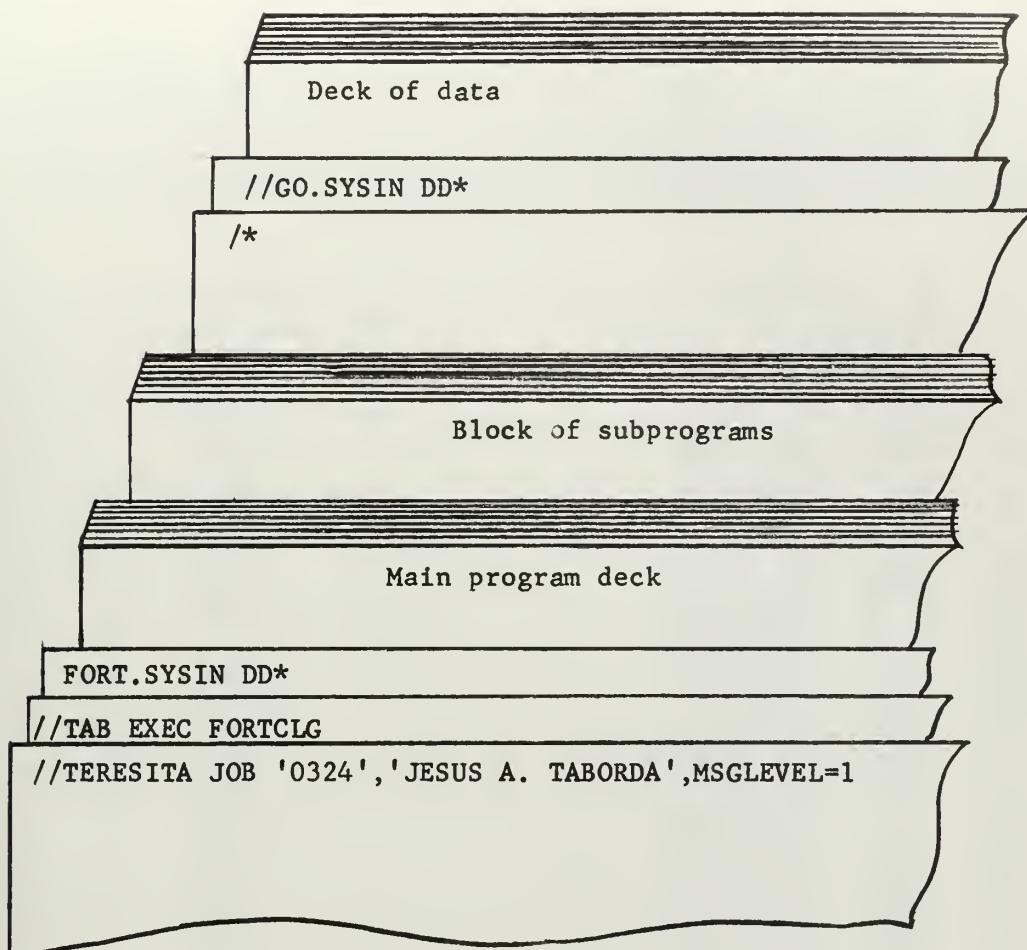 Deck of data
//GO.SYSIN DD*
/*
Block of subprograms
Main program deck
FORT.SYSIN DD*
//TAB EXEC FORTCLG
//TERESITA JOB '0324','JESUS A. TABORDA',MSGLEVEL=1